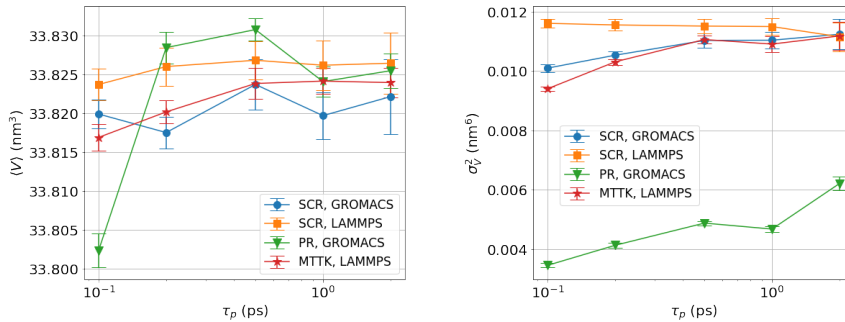 33.830
33.825
33.820
33.815
33.810
33.805
33.800
⟨V⟩ (nm³)
SCR, GROMACS
SCR, LAMMPS
PR, GROMACS
MTTK, LAMMPS
10⁻¹
10⁰
τₚ (ps)
0.012
0.010
0.008
0.006
0.004
σ²_V (nm⁶)
SCR, GROMACS
SCR, LAMMPS
PR, GROMACS
MTTK, LAMMPS
10⁻¹
10⁰
τₚ (ps)